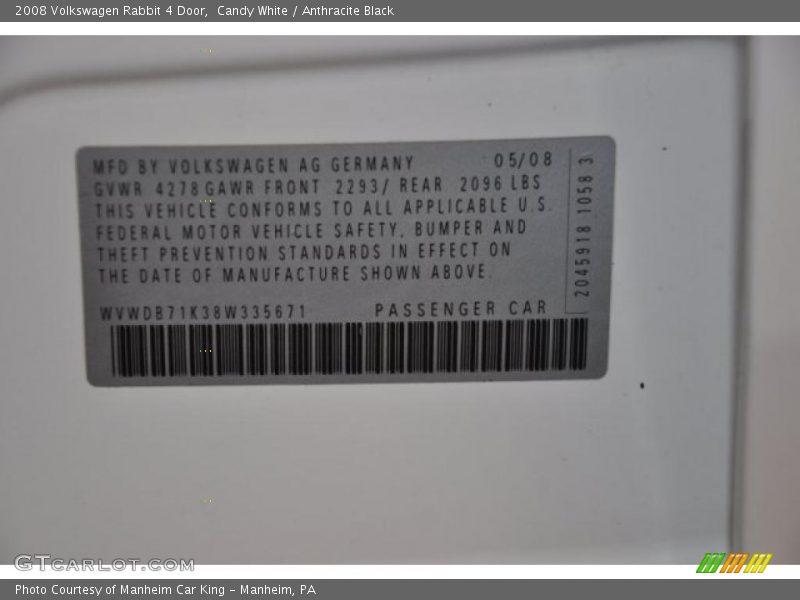 2008 Volkswagen Rabbit 4 Door, Candy White / Anthracite Black
MFD BY VOLKSWAGEN AG GERMANY 05/08
GVWR 4278 GAWR FRONT 2293/ REAR 2096 LBS
THIS VEHICLE CONFORMS TO ALL APPLICABLE U.S.
FEDERAL MOTOR VEHICLE SAFETY, BUMPER AND
THEFT PREVENTION STANDARDS IN EFFECT ON
THE DATE OF MANUFACTURE SHOWN ABOVE.
WVWDB71K38W335671 PASSENGER CAR
2045918 10583
GTCARLOT.COM
Photo Courtesy of Manheim Car King - Manheim, PA